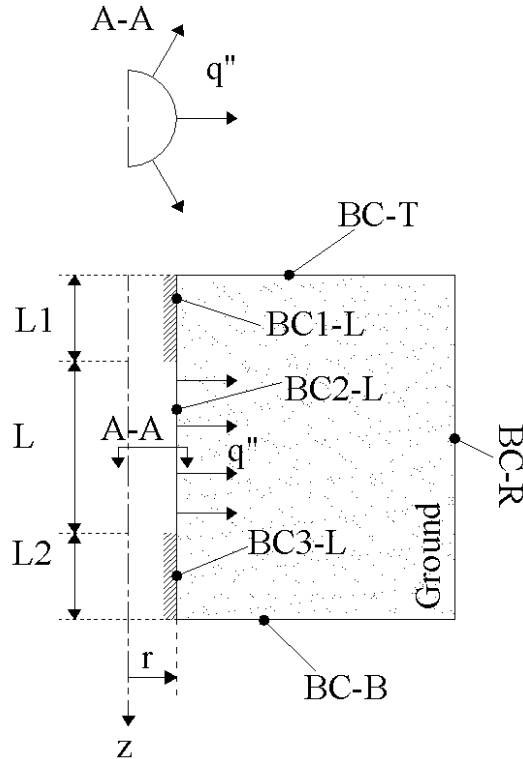 A-A
q"
BC-T
L1
BC1-L
L
BC2-L
A-A
q"
BC-R
L2
BC3-L
Ground
r
BC-B
z